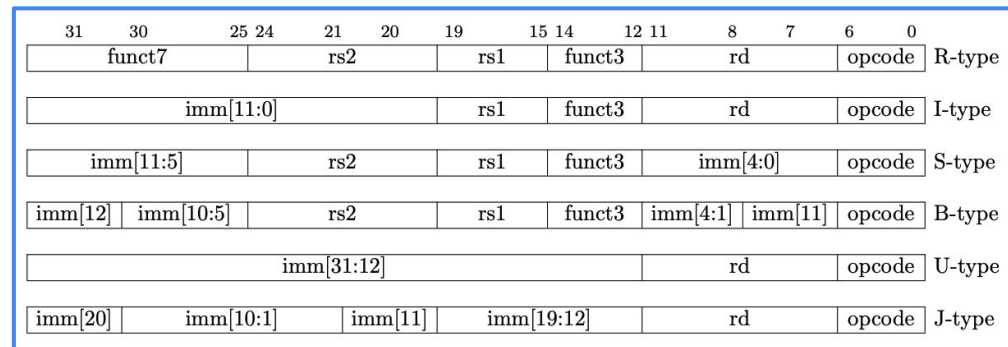 31 30 25 24 21 20 19 15 14 12 11 8 7 6 0
funct7 rs2 rs1 funct3 rd opcode R-type
imm[11:0] rs1 funct3 rd opcode I-type
imm[11:5] rs2 rs1 funct3 imm[4:0] opcode S-type
imm[12] imm[10:5] rs2 rs1 funct3 imm[4:1] imm[11] opcode B-type
imm[31:12] rd opcode U-type
imm[20] imm[10:1] imm[11] imm[19:12] rd opcode J-type